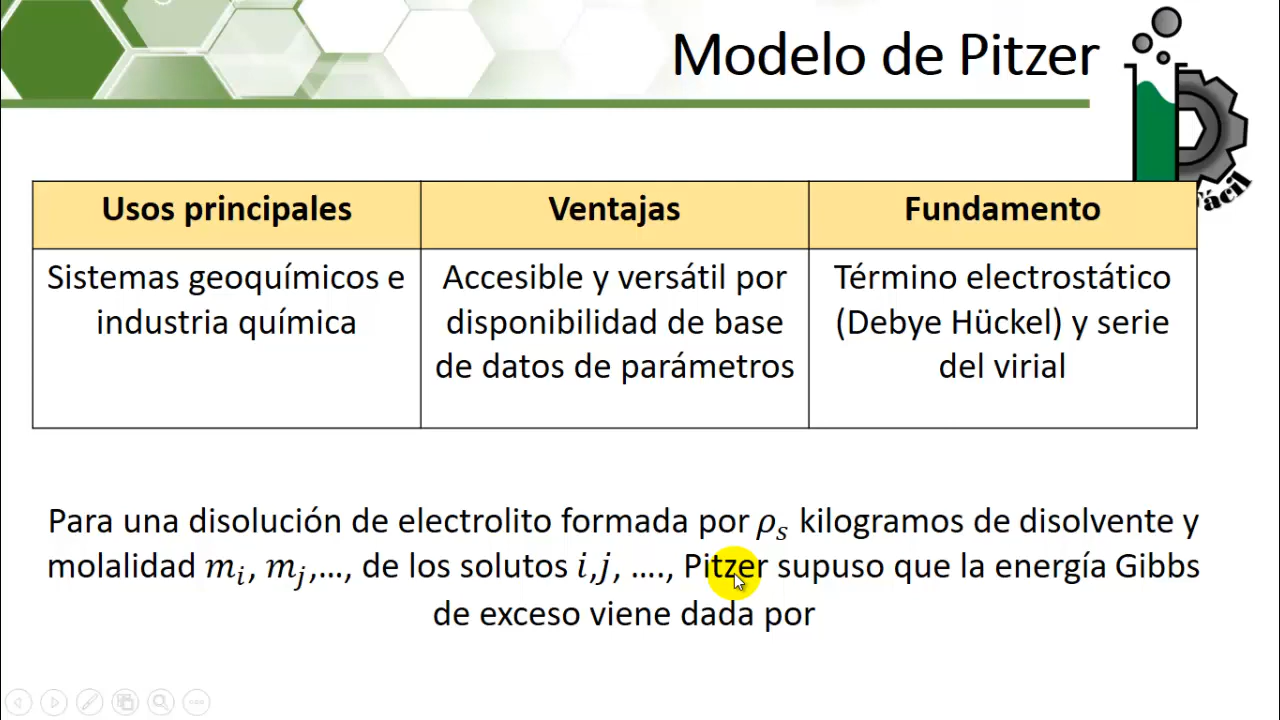 Modelo de Pitzer
Usos principales
Ventajas
Fundamento
Sistemas geoquímicos e
industria química
Accesible y versátil por
disponibilidad de base
de datos de parámetros
Término electrostático
(Debye Hückel) y serie
del virial
Para una disolución de electrolito formada por ρₛ kilogramos de disolvente y
molalidad mᵢ, mⱼ,…, de los solutos i,j, …., Pitzer supuso que la energía Gibbs
de exceso viene dada por